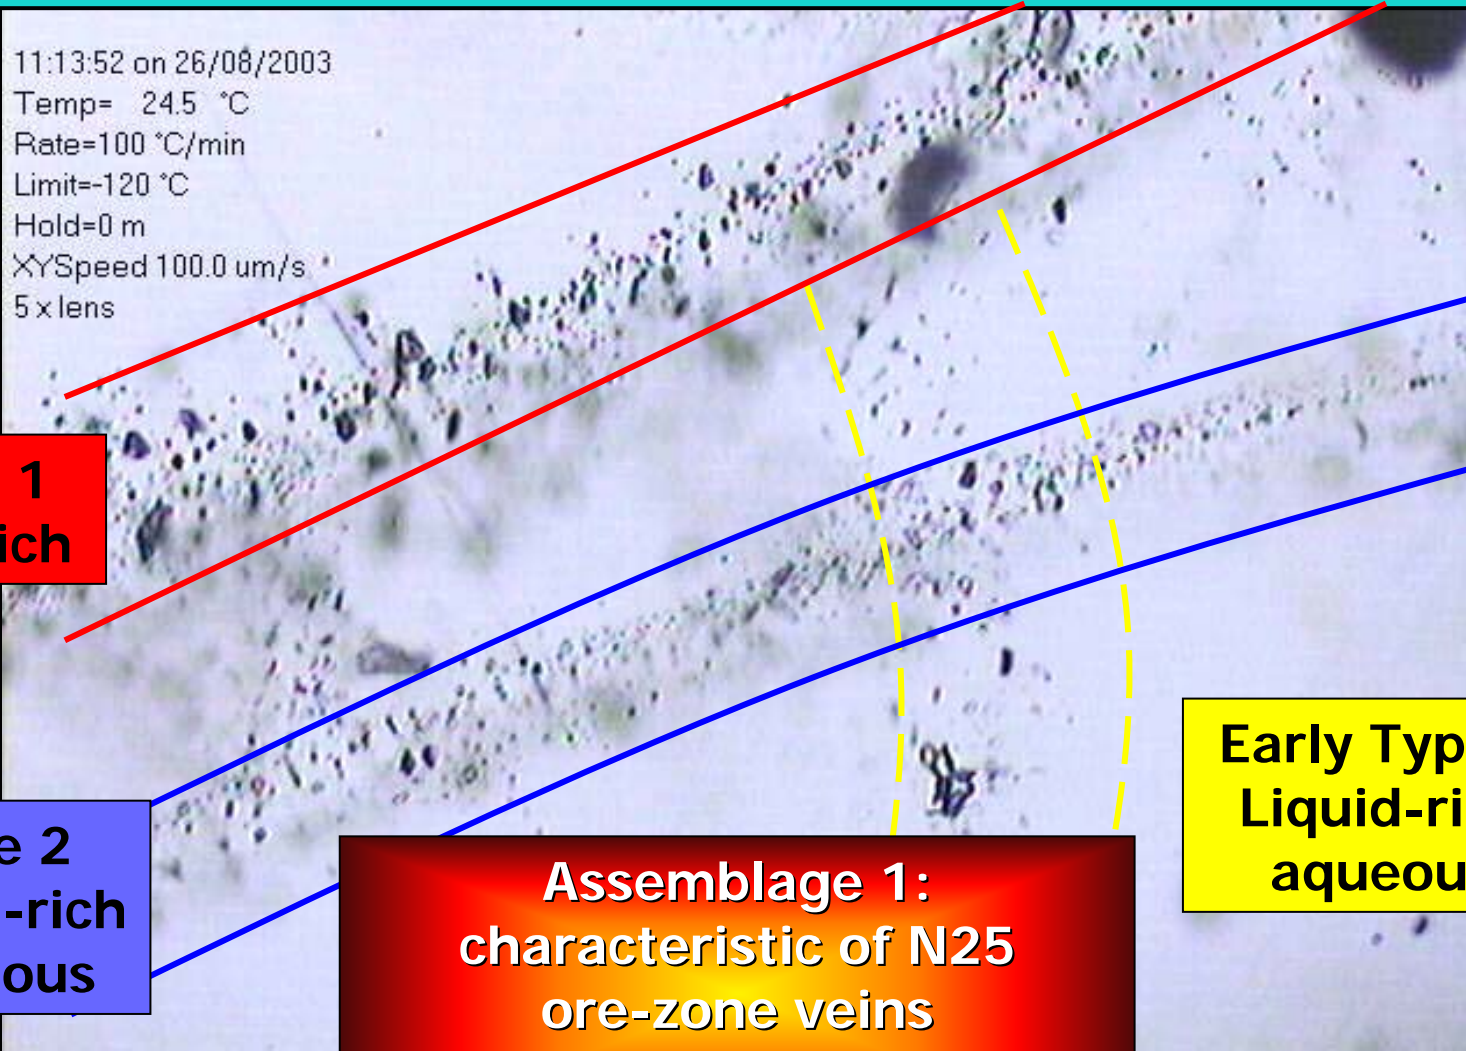 11:13:52 on 26/08/2003
Temp= 24.5 °C
Rate=100 °C/min
Limit=-120 °C
Hold=0 m
XYSpeed 100.0 um/s
5 x lens
1
ich
e 2
-rich
ous
Early Typ
Liquid-ri
aqueou
Assemblage 1:
characteristic of N25
ore-zone veins